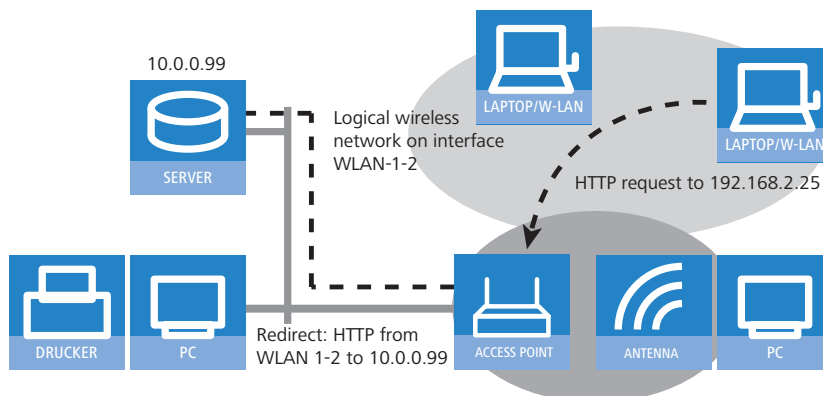 10.0.0.99
SERVER
Logical wireless
network on interface
WLAN-1-2
LAPTOP/W-LAN
LAPTOP/W-LAN
HTTP request to 192.168.2.25
DRUCKER
PC
Redirect: HTTP from
WLAN 1-2 to 10.0.0.99
ACCESS POINT
ANTENNA
PC